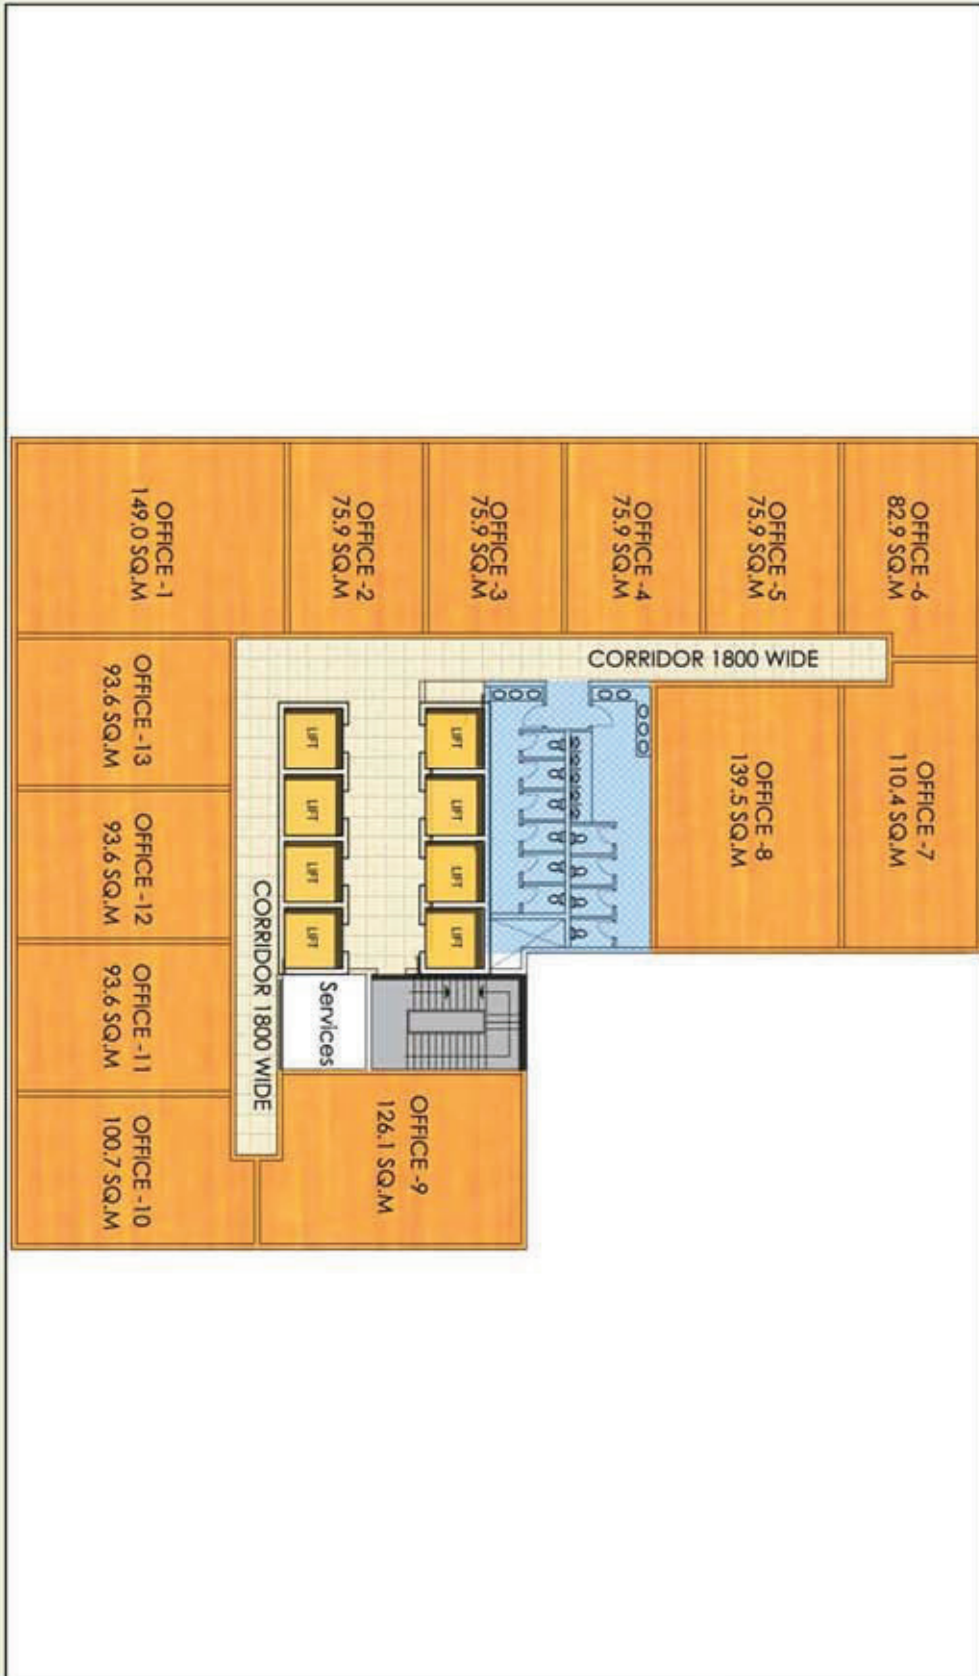 OFFICE -1
149.0 SQ.M
OFFICE -2
75.9 SQ.M
OFFICE -3
75.9 SQ.M
OFFICE -4
75.9 SQ.M
OFFICE -5
75.9 SQ.M
OFFICE -6
82.9 SQ.M
CORRIDOR 1800 WIDE
OFFICE -13
93.6 SQ.M
OFFICE -12
93.6 SQ.M
OFFICE -11
93.6 SQ.M
OFFICE -10
100.7 SQ.M
CORRIDOR 1800 WIDE
LIFT
LIFT
LIFT
LIFT
LIFT
LIFT
LIFT
LIFT
Services
OFFICE -8
139.5 SQ.M
OFFICE -7
110.4 SQ.M
OFFICE -9
126.1 SQ.M